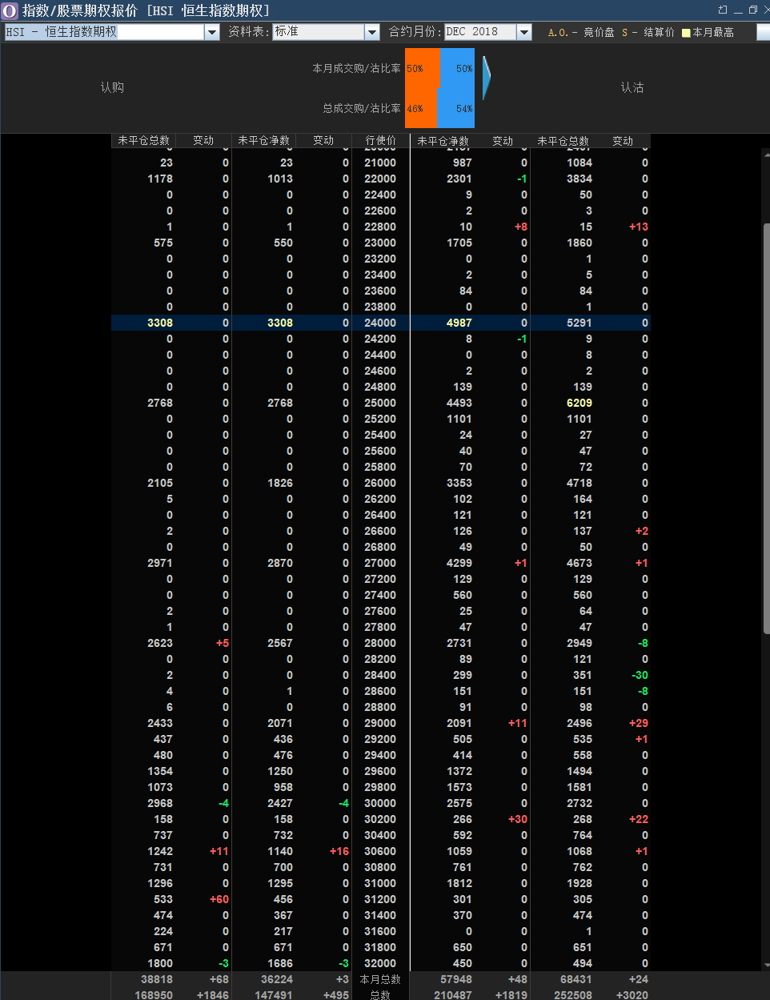 指数/股票期权报价 [HSI 恒生指数期权]
HSI - 恒生指数期权 资料表: 标准 合约月份: DEC 2018 A.O. - 竞价盘 S - 结算价 本月最高
本月成交购/沽比率 50% 50%
认购 认沽
总成交购/沽比率 46% 54%
未平仓总数 变动 未平仓净数 变动 行使价 未平仓净数 变动 未平仓总数 变动
23 0 23 0 21000 987 0 1084 0
1178 0 1013 0 22000 2301 -1 3834 0
0 0 0 0 22400 9 0 50 0
0 0 0 0 22600 2 0 3 0
1 0 1 0 22800 10 +8 15 +13
575 0 550 0 23000 1705 0 1860 0
0 0 0 0 23200 0 0 1 0
0 0 0 0 23400 2 0 5 0
0 0 0 0 23600 84 0 84 0
0 0 0 0 23800 0 0 1 0
3308 0 3308 0 24000 4987 0 5291 0
0 0 0 0 24200 8 -1 9 0
0 0 0 0 24400 0 0 8 0
0 0 0 0 24600 2 0 2 0
0 0 0 0 24800 139 0 139 0
2768 0 2768 0 25000 4493 0 6209 0
0 0 0 0 25200 1101 0 1101 0
0 0 0 0 25400 24 0 27 0
0 0 0 0 25600 40 0 47 0
0 0 0 0 25800 70 0 72 0
2105 0 1826 0 26000 3353 0 4718 0
5 0 0 0 26200 102 0 164 0
0 0 0 0 26400 121 0 121 0
2 0 0 0 26600 126 0 137 +2
0 0 0 0 26800 49 0 50 0
2971 0 2870 0 27000 4299 +1 4673 +1
0 0 0 0 27200 129 0 129 0
0 0 0 0 27400 560 0 560 0
2 0 0 0 27600 25 0 64 0
1 0 0 0 27800 47 0 47 0
2623 +5 2567 0 28000 2731 0 2949 -8
0 0 0 0 28200 89 0 121 0
2 0 0 0 28400 299 0 351 -30
4 0 1 0 28600 151 0 151 -8
6 0 0 0 28800 91 0 98 0
2433 0 2071 0 29000 2091 +11 2496 +29
437 0 436 0 29200 505 0 535 +1
480 0 476 0 29400 414 0 558 0
1354 0 1250 0 29600 1372 0 1494 0
1073 0 958 0 29800 1573 0 1581 0
2968 -4 2427 -4 30000 2575 0 2732 0
158 0 158 0 30200 266 +30 268 +22
737 0 732 0 30400 592 0 764 0
1242 +11 1140 +16 30600 1059 0 1068 +1
731 0 700 0 30800 761 0 762 0
1296 0 1295 0 31000 1812 0 1928 0
533 +60 456 0 31200 301 0 305 0
474 0 367 0 31400 370 0 474 0
224 0 217 0 31600 0 0 1 0
671 0 671 0 31800 650 0 651 0
1800 -3 1686 -3 32000 450 0 494 0
38818 +68 36224 +3 本月总数 57948 +48 68431 +24
168950 +1846 147491 +495 总数 210487 +1819 252508 +3020